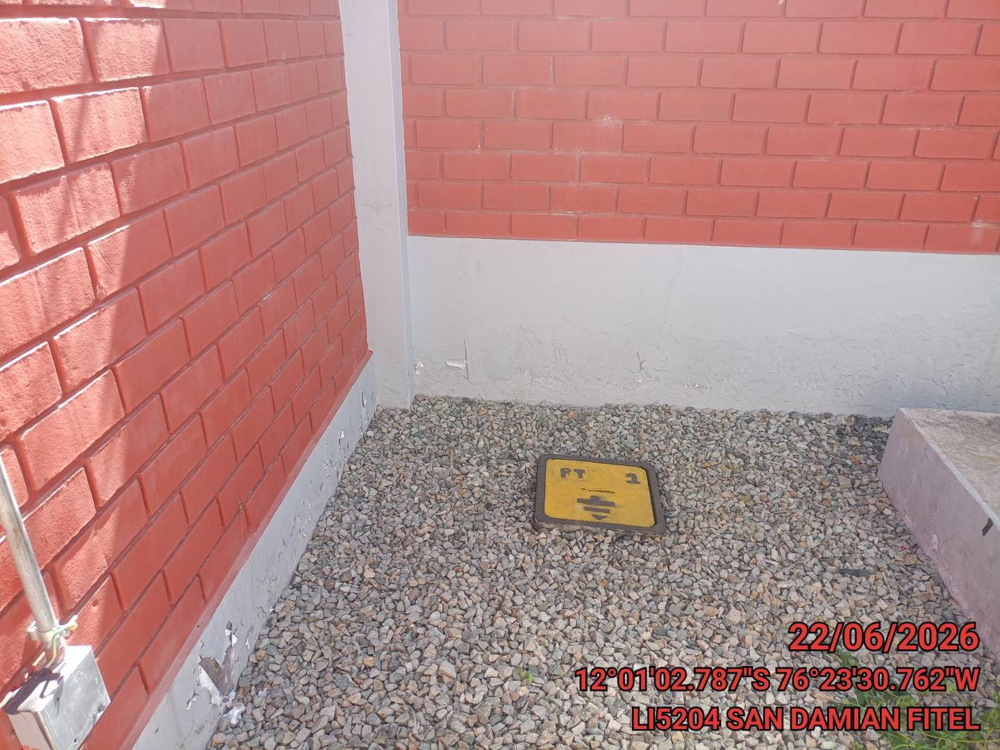 PT 1
22/06/2026
12°01'02.787"S 76°23'30.762"W
LI5204 SAN DAMIAN FITEL